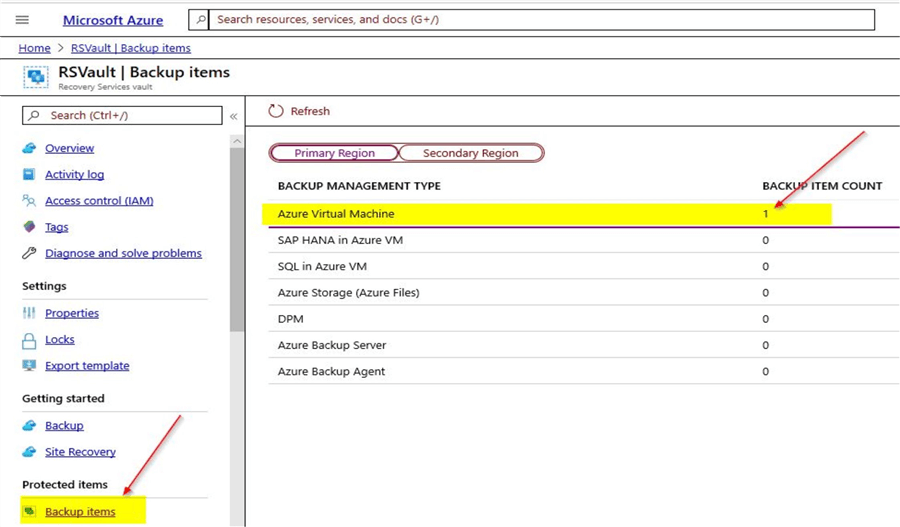 Microsoft Azure
Search resources, services, and docs (G+/)
Home > RSVault | Backup items
RSVault | Backup items
Recovery Services vault
Search (Ctrl+/)
«
Refresh
Overview
Activity log
Access control (IAM)
Tags
Diagnose and solve problems
Settings
Properties
Locks
Export template
Getting started
Backup
Site Recovery
Protected items
Backup items
Primary Region
Secondary Region
BACKUP MANAGEMENT TYPE BACKUP ITEM COUNT
Azure Virtual Machine 1
SAP HANA in Azure VM 0
SQL in Azure VM 0
Azure Storage (Azure Files) 0
DPM 0
Azure Backup Server 0
Azure Backup Agent 0